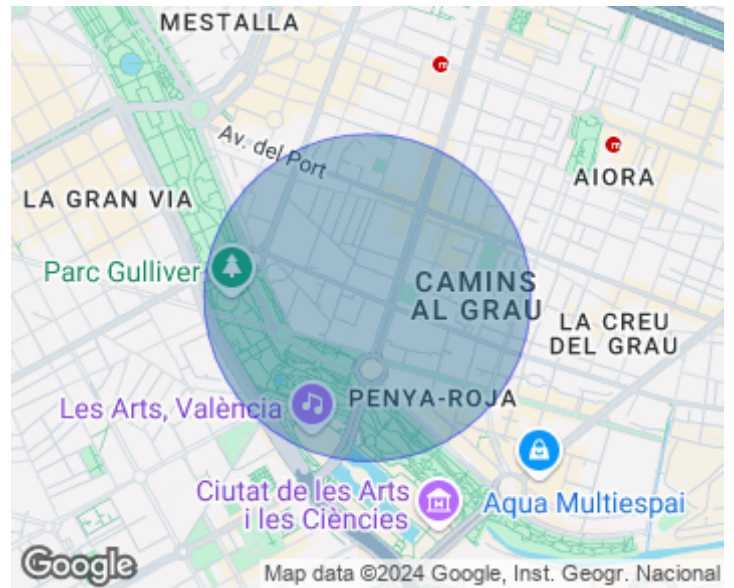 MESTALLA
Av. del Port
AIORA
LA GRAN VIA
Parc Gulliver
CAMINS
AL GRAU
LA CREU
DEL GRAU
Les Arts, València
PENYA-ROJA
Ciutat de les Arts
i les Ciències
Aqua Multiespai
Google
Map data ©2024 Google, Inst. Geogr. Nacional